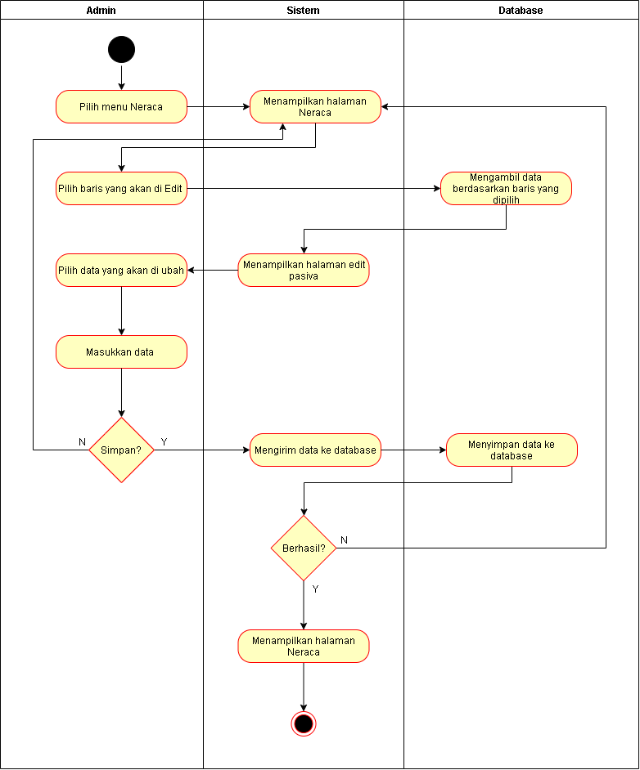 Admin
Sistem
Database
Pilih menu Neraca
Menampilkan halaman
Neraca
Pilih baris yang akan di Edit
Mengambil data
berdasarkan baris yang
dipilih
Pilih data yang akan di ubah
Menampilkan halaman edit
pasiva
Masukkan data
N
Simpan?
Y
Mengirim data ke database
Menyimpan data ke
database
Berhasil?
N
Y
Menampilkan halaman
Neraca